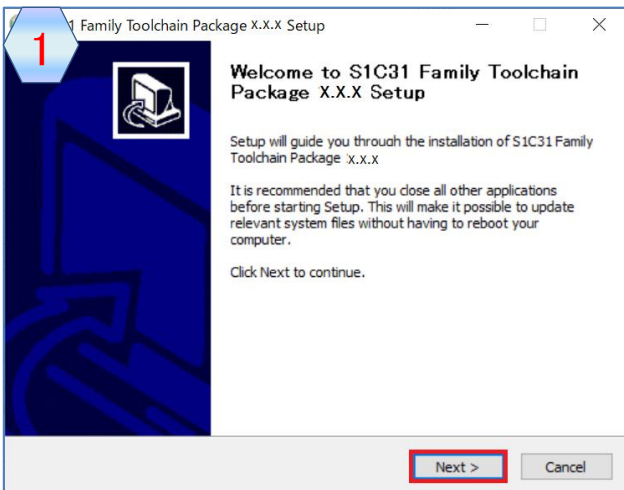 1
1 Family Toolchain Package X.X.X Setup
Welcome to S1C31 Family Toolchain
Package X.X.X Setup
Setup will guide you through the installation of S1C31 Family
Toolchain Package X.X.X
It is recommended that you close all other applications
before starting Setup. This will make it possible to update
relevant system files without having to reboot your
computer.
Click Next to continue.
Next >
Cancel